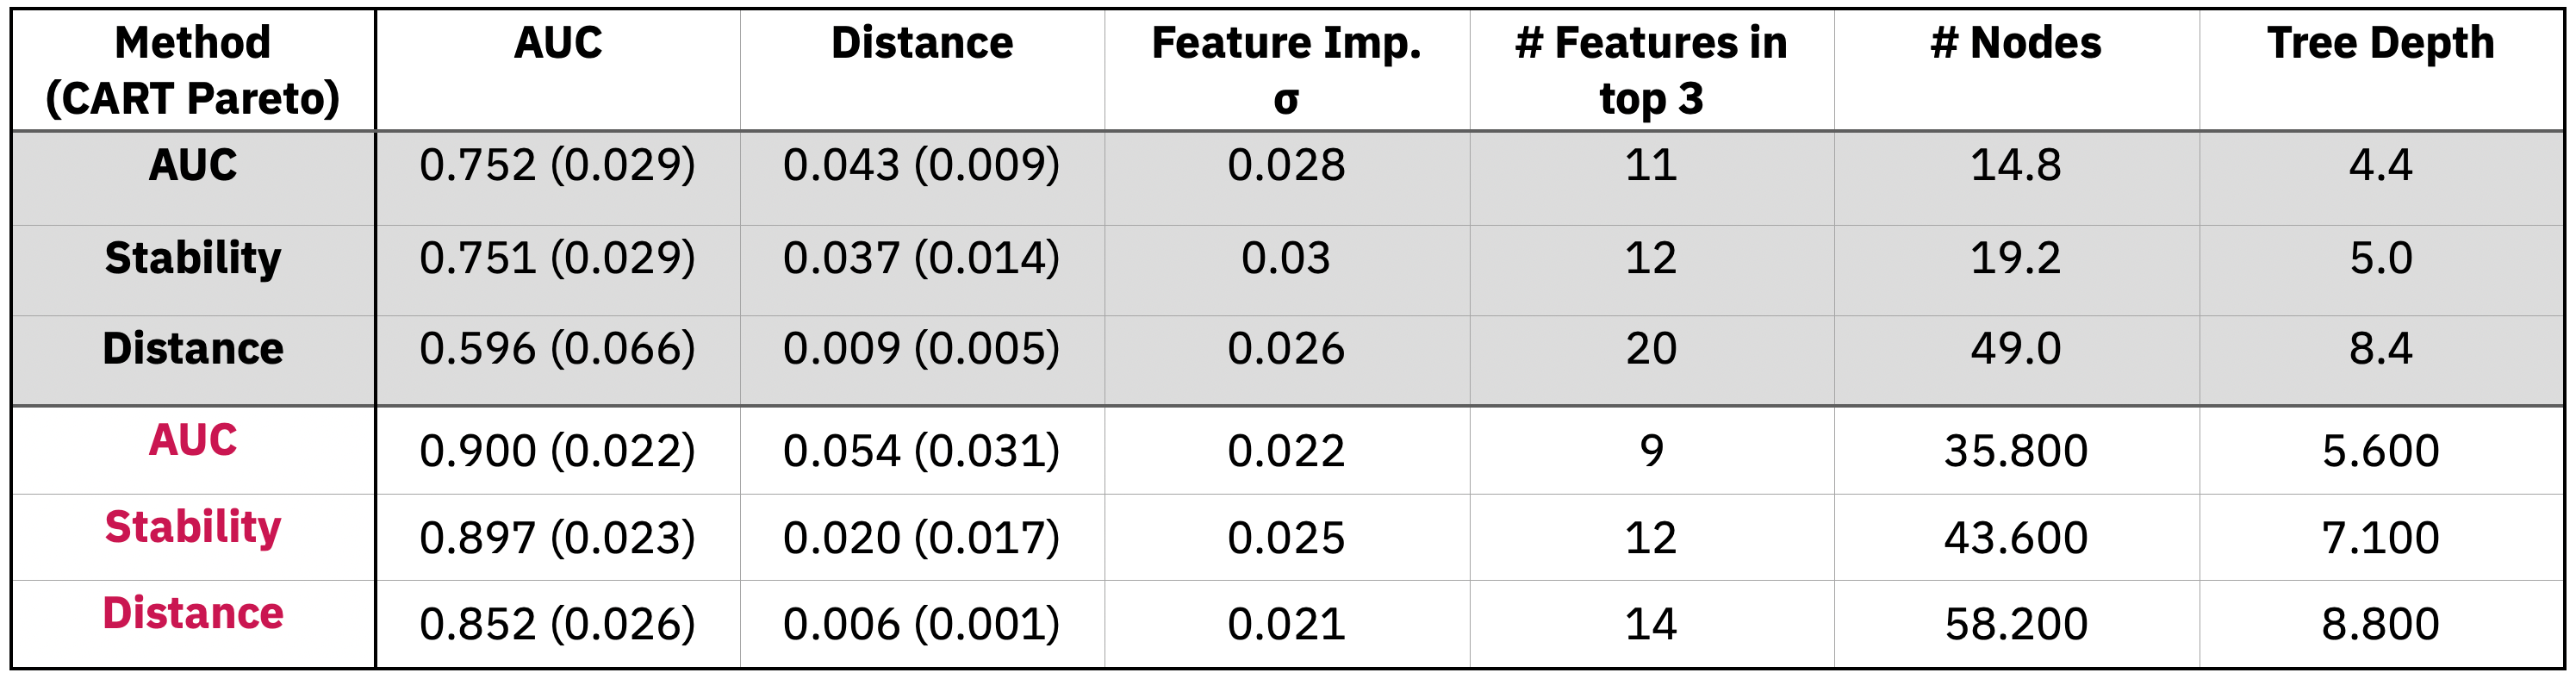 Method (CART Pareto) AUC Distance Feature Imp. σ # Features in top 3 # Nodes Tree Depth
AUC 0.752 (0.029) 0.043 (0.009) 0.028 11 14.8 4.4
Stability 0.751 (0.029) 0.037 (0.014) 0.03 12 19.2 5.0
Distance 0.596 (0.066) 0.009 (0.005) 0.026 20 49.0 8.4
AUC 0.900 (0.022) 0.054 (0.031) 0.022 9 35.800 5.600
Stability 0.897 (0.023) 0.020 (0.017) 0.025 12 43.600 7.100
Distance 0.852 (0.026) 0.006 (0.001) 0.021 14 58.200 8.800